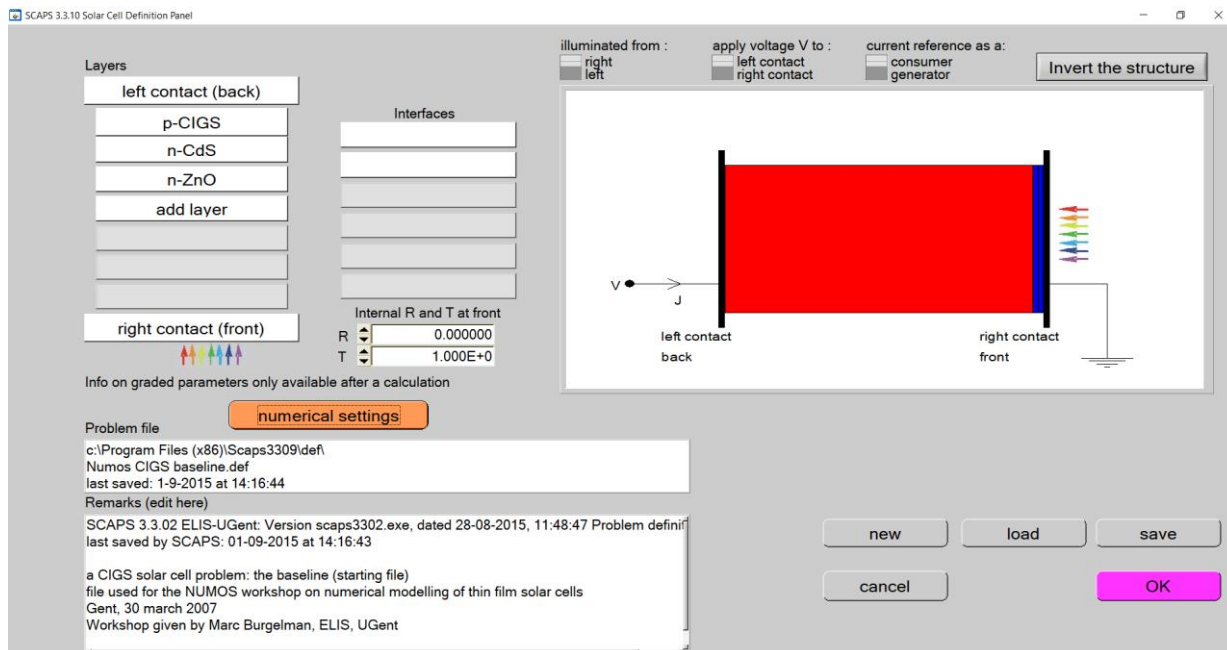 SCAPS 3.3.10 Solar Cell Definition Panel
illuminated from :
right
left
apply voltage V to :
left contact
right contact
current reference as a:
consumer
generator
Invert the structure
Layers
left contact (back)
p-CIGS
n-CdS
n-ZnO
add layer
right contact (front)
Interfaces
Internal R and T at front
R 0.000000
T 1.000E+0
V
J
left contact
back
right contact
front
Info on graded parameters only available after a calculation
numerical settings
Problem file
c:\Program Files (x86)\Scaps3309\def\
Numos CIGS baseline.def
last saved: 1-9-2015 at 14:16:44
Remarks (edit here)
SCAPS 3.3.02 ELIS-UGent: Version scaps3302.exe, dated 28-08-2015, 11:48:47 Problem defini
last saved by SCAPS: 01-09-2015 at 14:16:43
a CIGS solar cell problem: the baseline (starting file)
file used for the NUMOS workshop on numerical modelling of thin film solar cells
Gent, 30 march 2007
Workshop given by Marc Burgelman, ELIS, UGent
new
load
save
cancel
OK